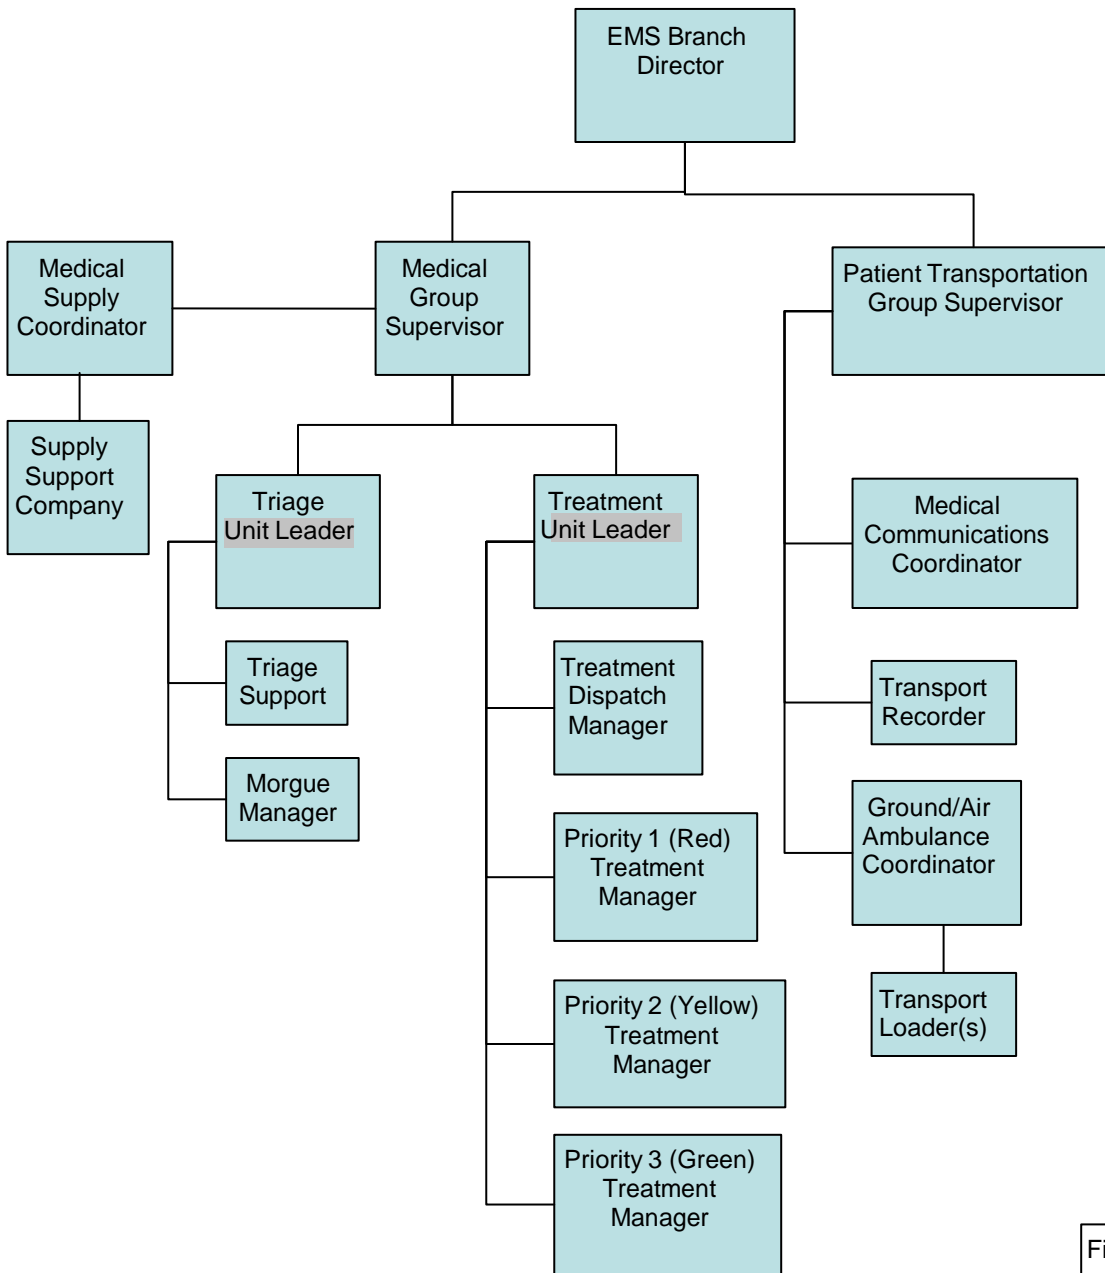 EMS Branch
Director
Medical
Supply
Coordinator
Medical
Group
Supervisor
Patient Transportation
Group Supervisor
Supply
Support
Company
Triage
Unit Leader
Treatment
Unit Leader
Medical
Communications
Coordinator
Triage
Support
Treatment
Dispatch
Manager
Transport
Recorder
Morgue
Manager
Ground/Air
Ambulance
Coordinator
Priority 1 (Red)
Treatment
Manager
Transport
Loader(s)
Priority 2 (Yellow)
Treatment
Manager
Priority 3 (Green)
Treatment
Manager